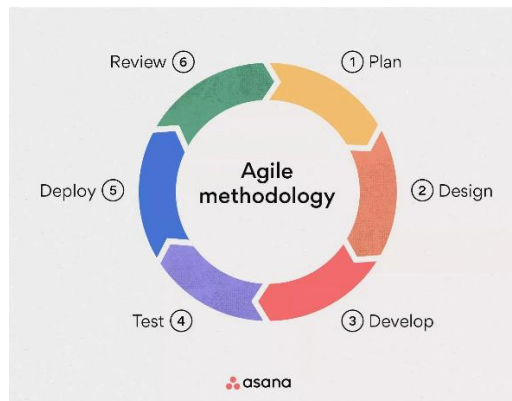 Review 6
1 Plan
Agile
methodology
Deploy 5
2 Design
Test 4
3 Develop
asana